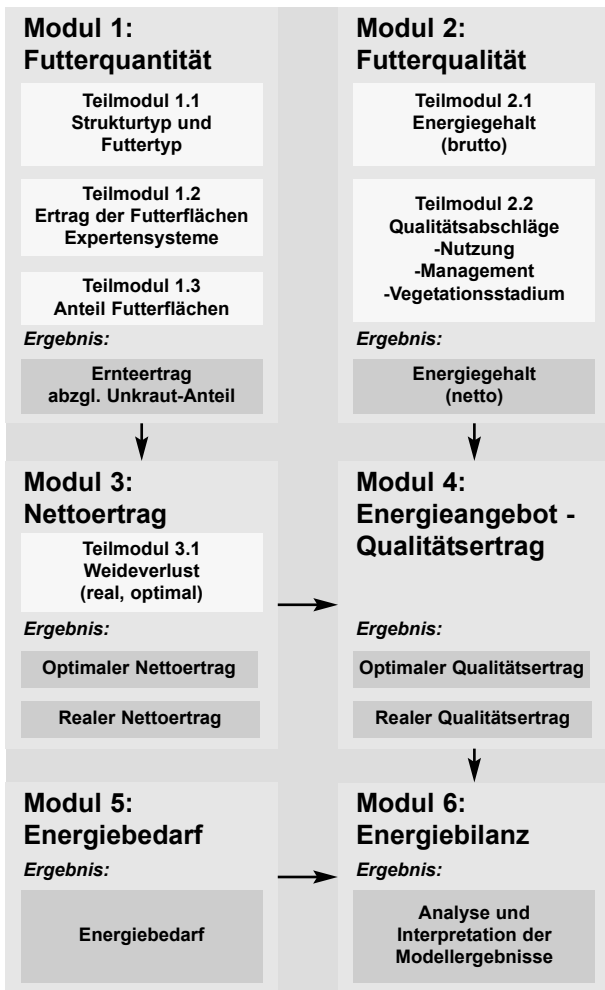 Modul 1:
Futterquantität
Teilmodul 1.1
Strukturtyp und
Futtertyp
Teilmodul 1.2
Ertrag der Futterflächen
Expertensysteme
Teilmodul 1.3
Anteil Futterflächen
Ergebnis:
Ernteertrag
abzgl. Unkraut-Anteil
Modul 2:
Futterqualität
Teilmodul 2.1
Energiegehalt
(brutto)
Teilmodul 2.2
Qualitätsabschläge
-Nutzung
-Management
-Vegetationsstadium
Ergebnis:
Energiegehalt
(netto)
Modul 3:
Nettoertrag
Teilmodul 3.1
Weideverlust
(real, optimal)
Ergebnis:
Optimaler Nettoertrag
Realer Nettoertrag
Modul 4:
Energieangebot -
Qualitätsertrag
Ergebnis:
Optimaler Qualitätsertrag
Realer Qualitätsertrag
Modul 5:
Energiebedarf
Ergebnis:
Energiebedarf
Modul 6:
Energiebilanz
Ergebnis:
Analyse und
Interpretation der
Modellergebnisse